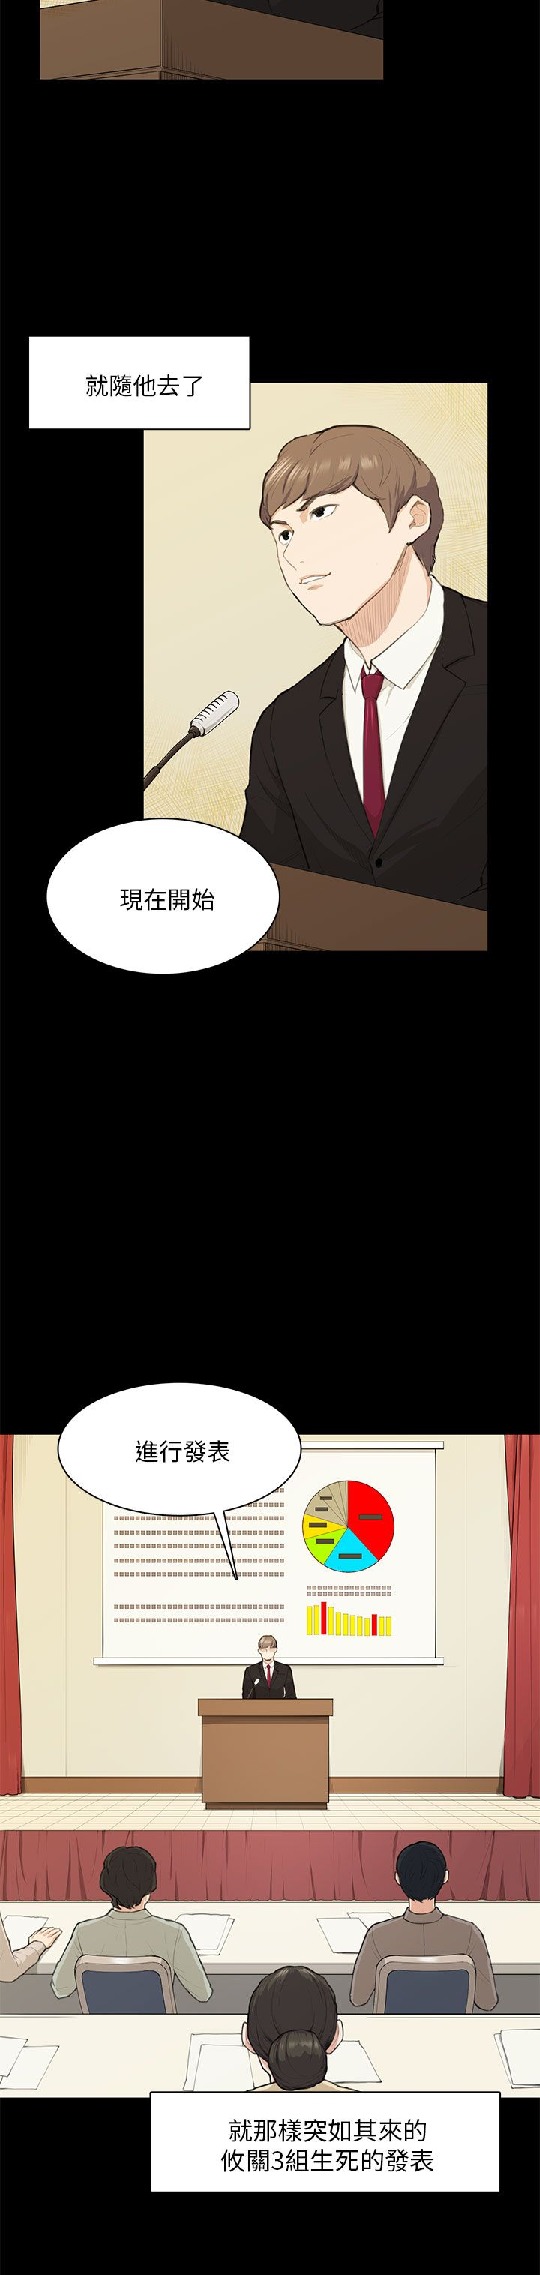 就隨他去了
現在開始
進行發表
就那樣突如其來的
攸關3組生死的發表